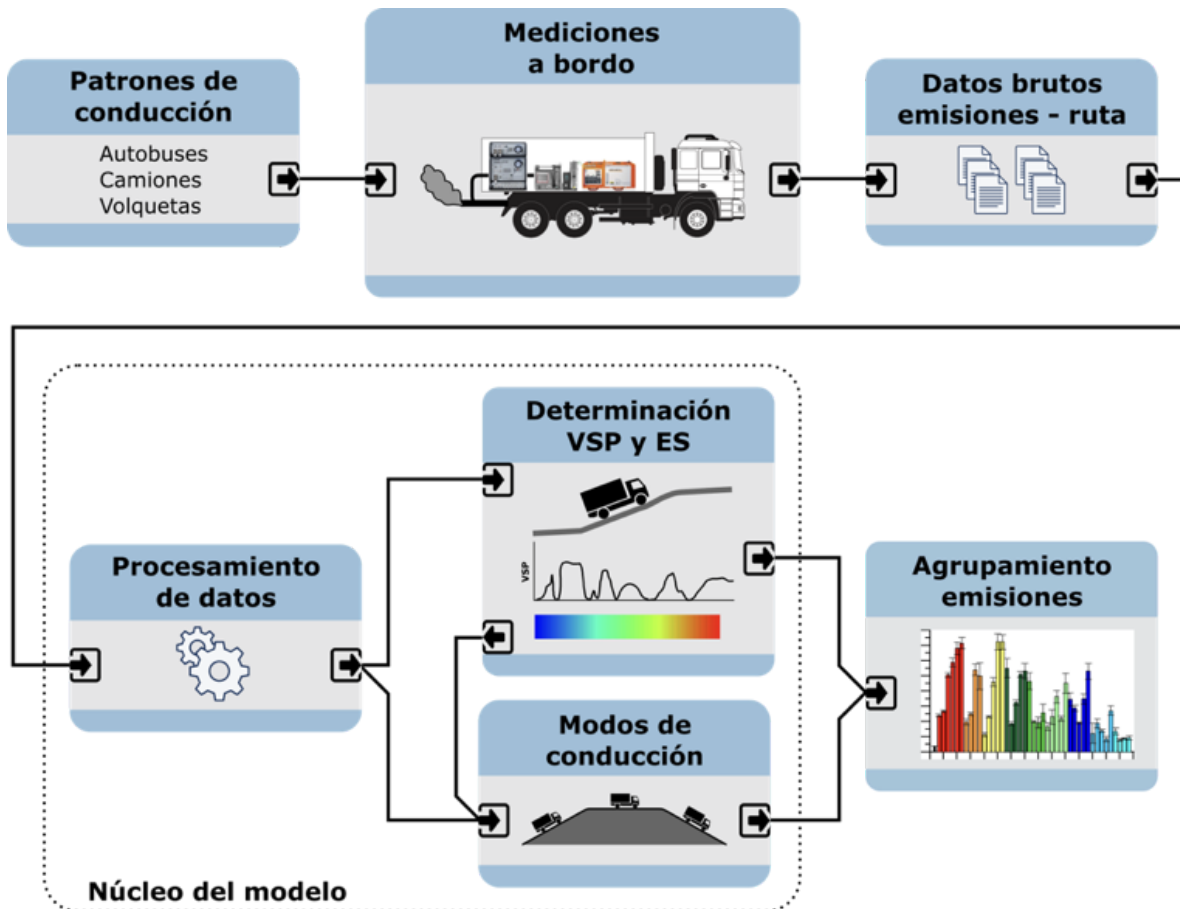 Patrones de
conducción
Autobuses
Camiones
Volquetas
Mediciones
a bordo
Datos brutos
emisiones - ruta
Procesamiento
de datos
Determinación
VSP y ES
VSP
Modos de
conducción
Agrupamiento
emisiones
Núcleo del modelo